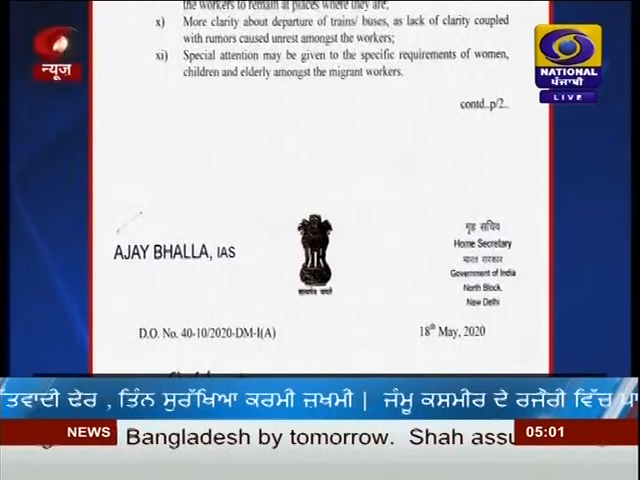 the workers to remain at places where they are;
x) More clarity about departure of trains/ buses, as lack of clarity coupled
with rumors caused unrest amongst the workers;
xi) Special attention may be given to the specific requirements of women,
children and elderly amongst the migrant workers.
contd..p/2..
न्यूज़
NATIONAL
ਪੰਜਾਬੀ
LIVE
AJAY BHALLA, IAS
सत्यमेव जयते
गृह सचिव
Home Secretary
भारत सरकार
Government of India
North Block,
New Delhi
D.O. No. 40-10/2020-DM-I(A)
18th May, 2020
ੱਤਵਾਦੀ ਢੇਰ , ਤਿੰਨ ਸੁਰੱਖਿਆ ਕਰਮੀ ਜ਼ਖਮੀ | ਜੰਮੂ ਕਸ਼ਮੀਰ ਦੇ ਰਜੌਰੀ ਵਿੱਚ ਪਾ
NEWS
Bangladesh by tomorrow. Shah assu
05:01